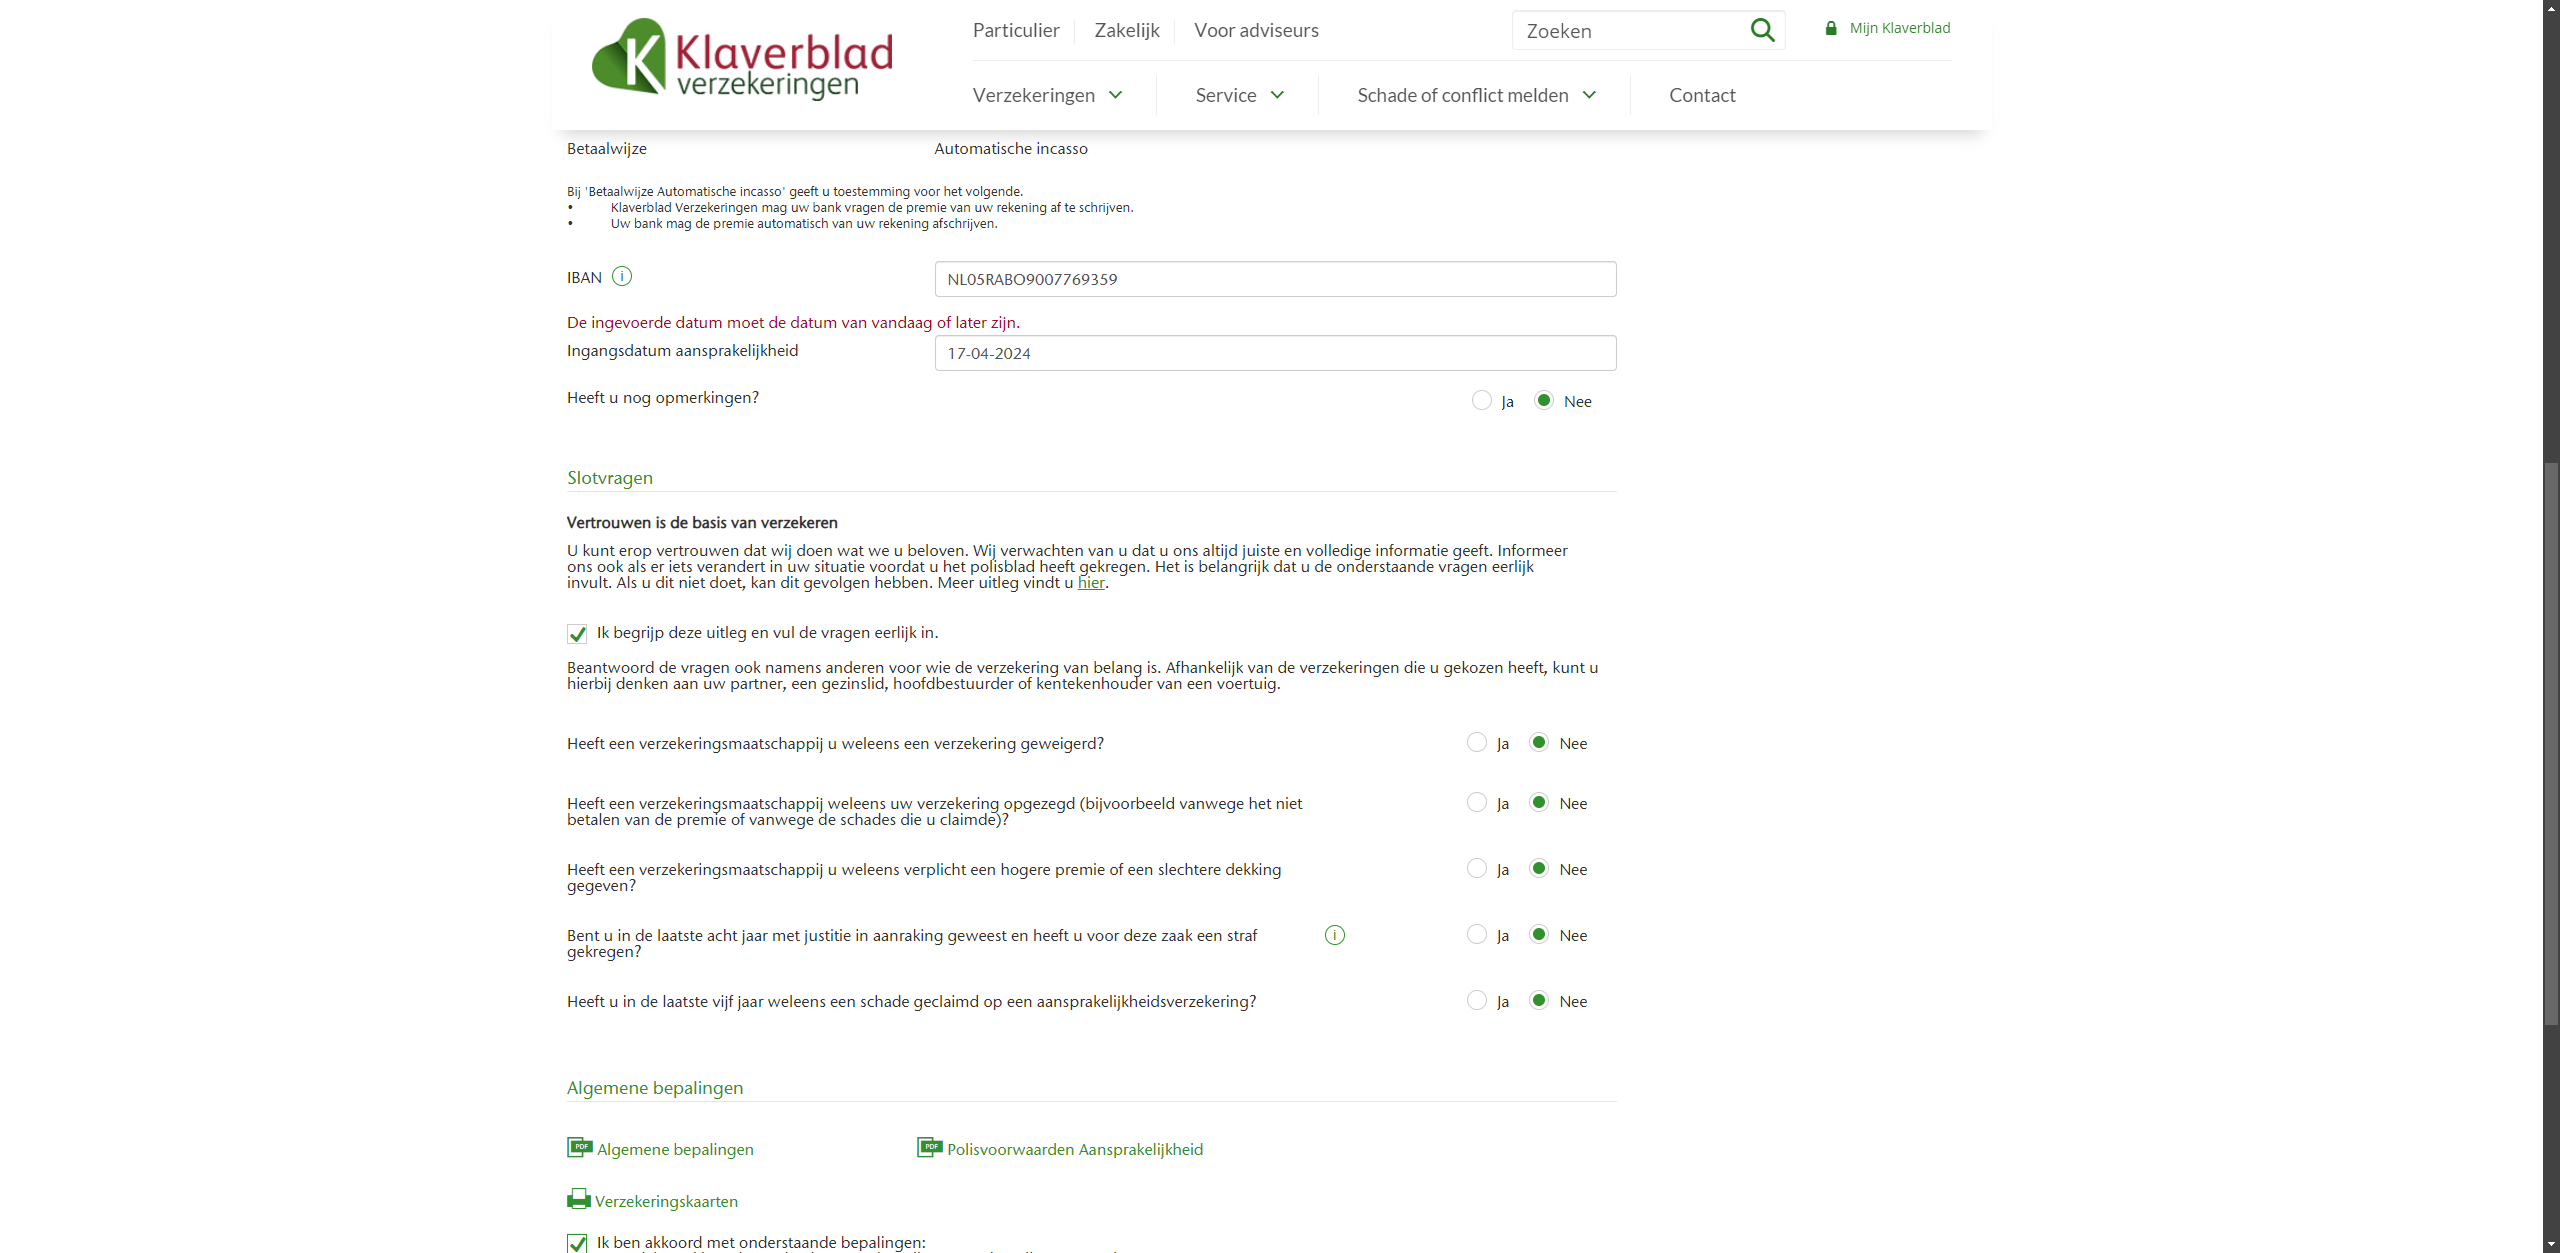 Klaverblad
verzekeringen
Particulier
Zakelijk
Voor adviseurs
Zoeken
Mijn Klaverblad
Verzekeringen
Service
Schade of conflict melden
Contact
Betaalwijze
Automatische incasso
Bij 'Betaalwijze Automatische incasso' geeft u toestemming voor het volgende.
• Klaverblad Verzekeringen mag uw bank vragen de premie van uw rekening af te schrijven.
• Uw bank mag de premie automatisch van uw rekening afschrijven.
IBAN
NL05RABO9007769359
De ingevoerde datum moet de datum van vandaag of later zijn.
Ingangsdatum aansprakelijkheid
17-04-2024
Heeft u nog opmerkingen?
Ja
Nee
Slotvragen
Vertrouwen is de basis van verzekeren
U kunt erop vertrouwen dat wij doen wat we u beloven. Wij verwachten van u dat u ons altijd juiste en volledige informatie geeft. Informeer
ons ook als er iets verandert in uw situatie voordat u het polisblad heeft gekregen. Het is belangrijk dat u de onderstaande vragen eerlijk
invult. Als u dit niet doet, kan dit gevolgen hebben. Meer uitleg vindt u hier.
Ik begrijp deze uitleg en vul de vragen eerlijk in.
Beantwoord de vragen ook namens anderen voor wie de verzekering van belang is. Afhankelijk van de verzekeringen die u gekozen heeft, kunt u
hierbij denken aan uw partner, een gezinslid, hoofdbestuurder of kentekenhouder van een voertuig.
Heeft een verzekeringsmaatschappij u weleens een verzekering geweigerd?
Ja
Nee
Heeft een verzekeringsmaatschappij weleens uw verzekering opgezegd (bijvoorbeeld vanwege het niet
betalen van de premie of vanwege de schades die u claimde)?
Ja
Nee
Heeft een verzekeringsmaatschappij u weleens verplicht een hogere premie of een slechtere dekking
gegeven?
Ja
Nee
Bent u in de laatste acht jaar met justitie in aanraking geweest en heeft u voor deze zaak een straf
gekregen?
Ja
Nee
Heeft u in de laatste vijf jaar weleens een schade geclaimd op een aansprakelijkheidsverzekering?
Ja
Nee
Algemene bepalingen
PDF Algemene bepalingen
PDF Polisvoorwaarden Aansprakelijkheid
Verzekeringskaarten
Ik ben akkoord met onderstaande bepalingen: